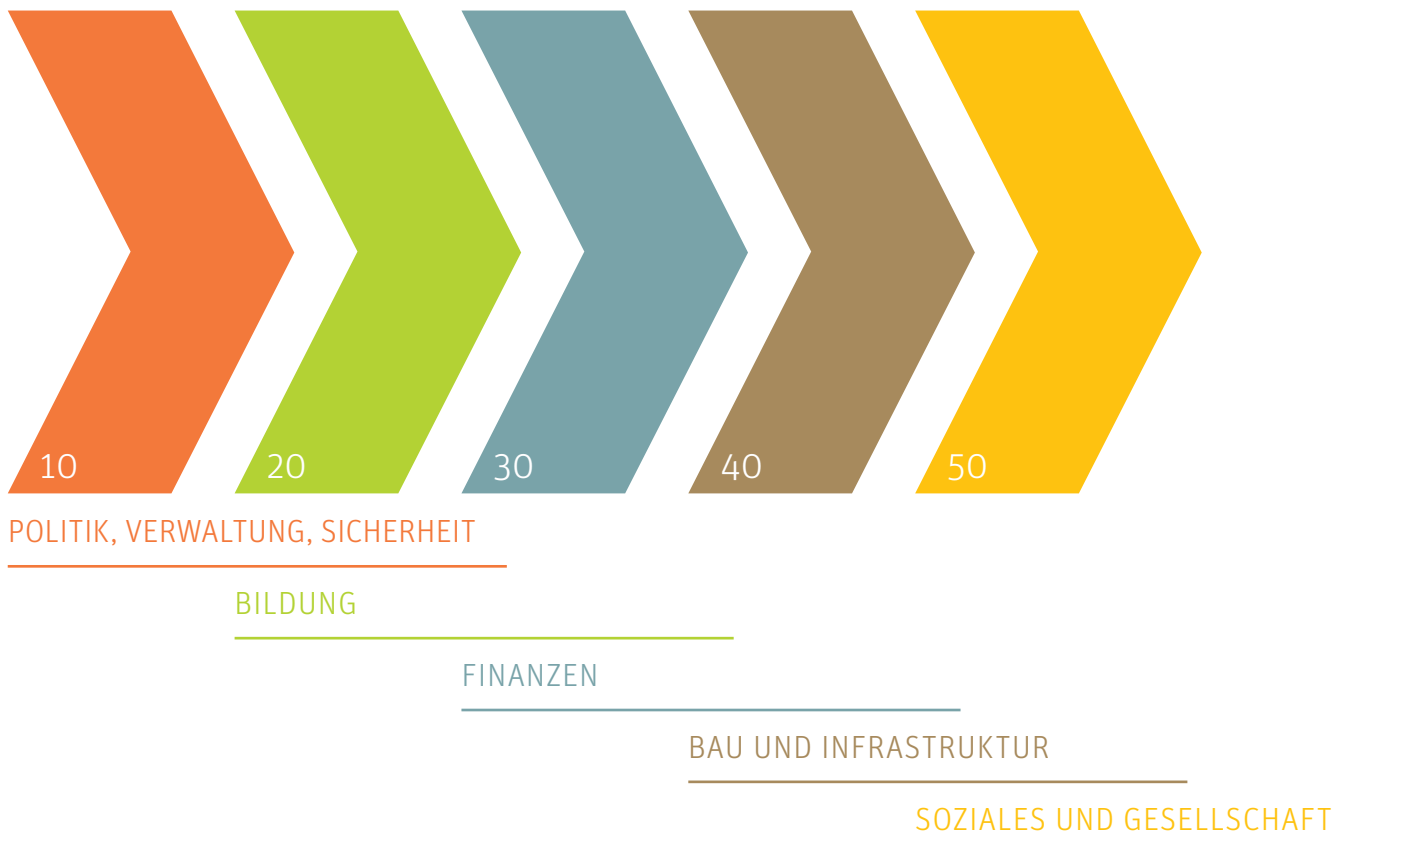 10 20 30 40 50
POLITIK, VERWALTUNG, SICHERHEIT
BILDUNG
FINANZEN
BAU UND INFRASTRUKTUR
SOZIALES UND GESELLSCHAFT